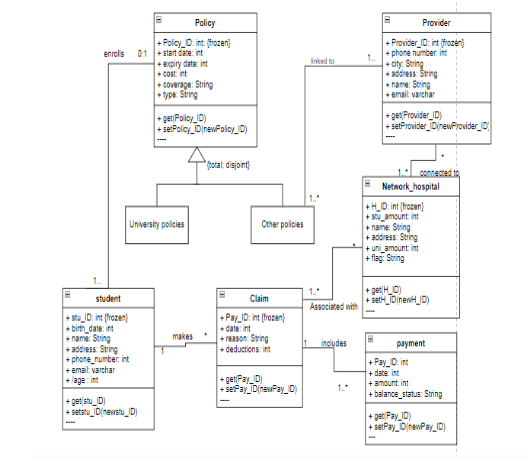 Policy
+ Policy_ID: int {frozen}
+ start date: int
+ expiry date: int
+ cost: int
+ coverage: String
+ type: String
+ get(Policy_ID)
+ setPolicy_ID(newPolicy_ID)
----
Provider
+ Provider_ID: int {frozen}
+ phone number: int
+ city: String
+ address: String
+ name: String
+ email: varchar
+ get(Provider_ID)
+ setProvider_ID(newProvider_ID)
----
enrolls
0:1
linked to
1..
{total; disjoint}
*
1..*
connected to
University policies
Other policies
1..*
Network_hospital
+ H_ID: int {frozen}
+ stu_amount: int
+ name: String
+ address: String
+ uni_amount: int
+ flag: String
+ get(H_ID)
+ setH_ID(newH_ID)
----
1..
*
1..*
Associated with
student
+ stu_ID: int {frozen}
+ birth_date: int
+ name: String
+ address: String
+ phone_number: int
+ email: varchar
+ /age : int
+ get(stu_ID)
+ setstu_ID(newstu_ID)
----
makes
*
1
Claim
+ Pay_ID: int {frozen}
+ date: int
+ reason: String
+ deductions: int
+ get(Pay_ID)
+ setPay_ID(newPay_ID)
----
1
includes
1..*
payment
+ Pay_ID: int
+ date: int
+ amount: int
+ balance_status: String
+ get(Pay_ID)
+ setPay_ID(newPay_ID)
---